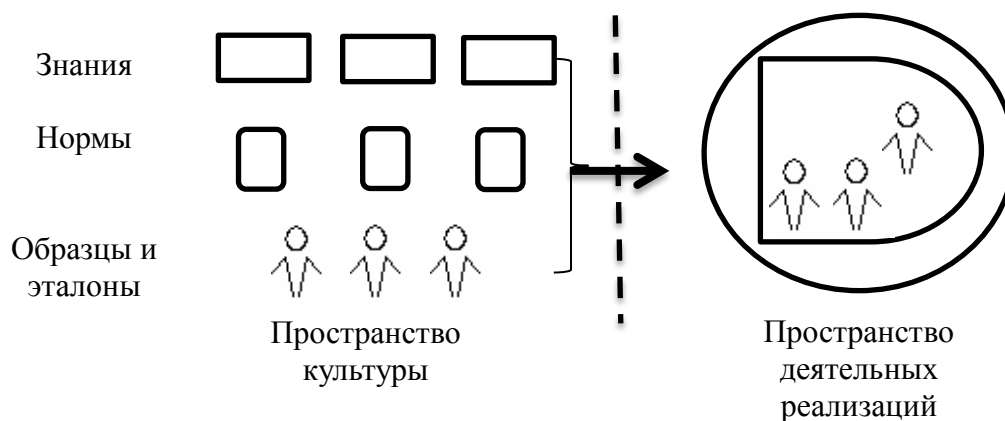 Знания
Нормы
Образцы и
эталоны
Пространство
культуры
Пространство
деятельных
реализаций